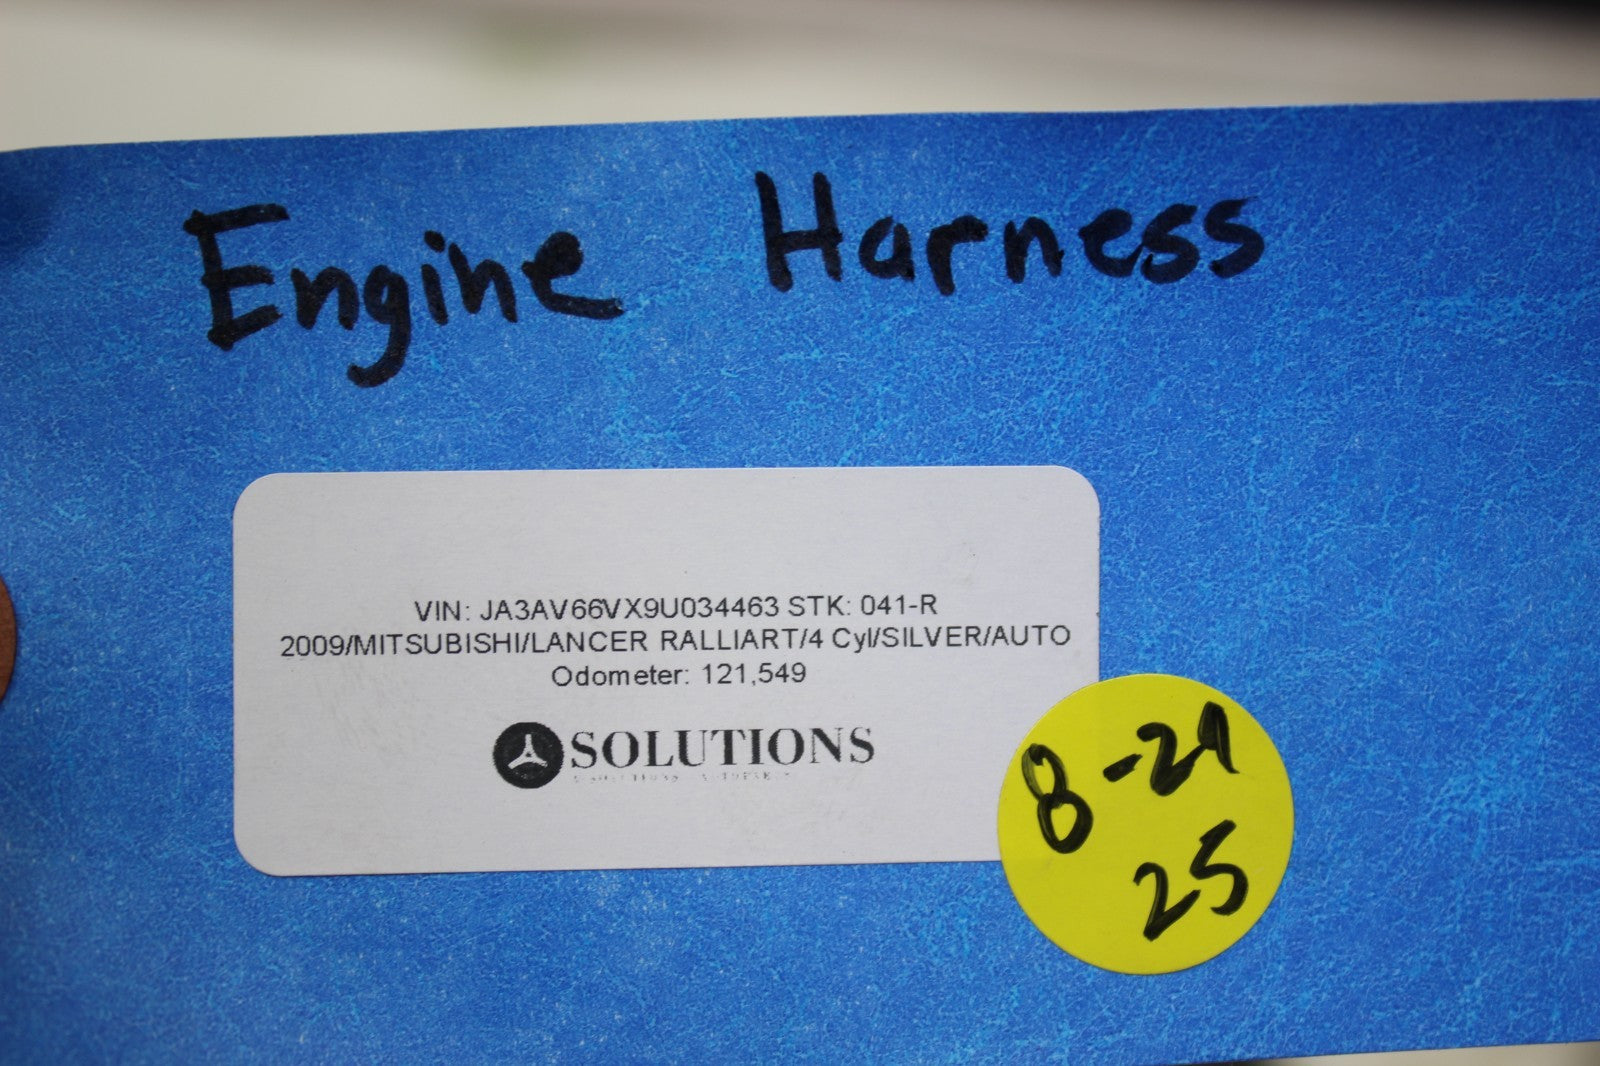 Engine Harness
VIN: JA3AV66VX9U034463 STK: 041-R
2009/MITSUBISHI/LANCER RALLIART/4 Cyl/SILVER/AUTO
Odometer: 121,549
SOLUTIONS
8-29
25